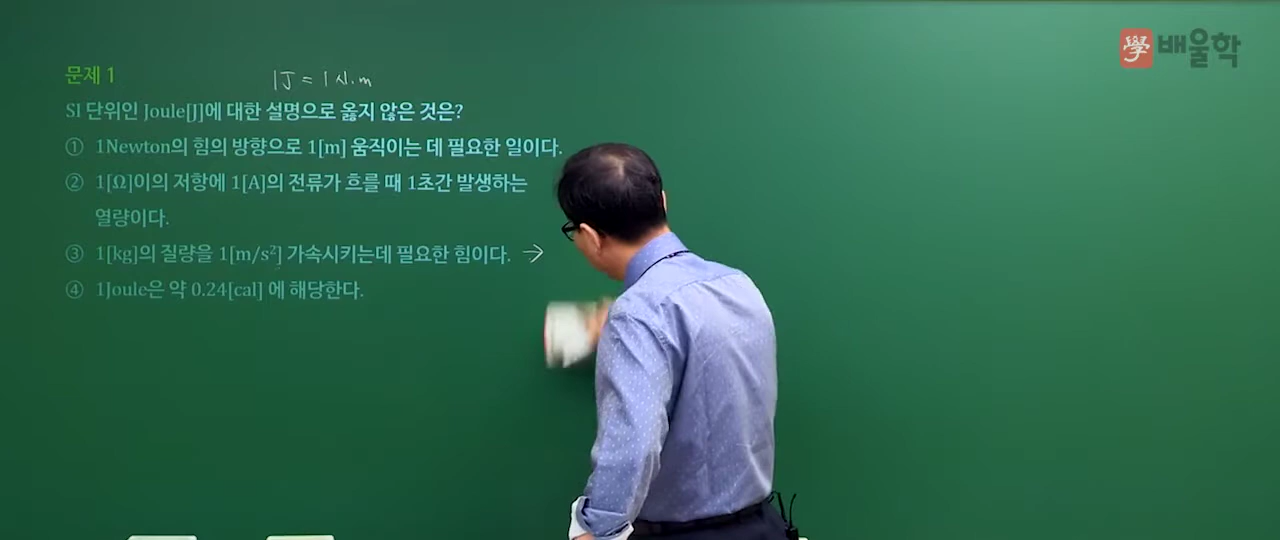 學 배울학
문제 1
1J = 1N.m
SI 단위인 Joule[J]에 대한 설명으로 옳지 않은 것은?
① 1Newton의 힘의 방향으로 1[m] 움직이는 데 필요한 일이다.
② 1[Ω]이의 저항에 1[A]의 전류가 흐를 때 1초간 발생하는
열량이다.
③ 1[kg]의 질량을 1[m/s²] 가속시키는데 필요한 힘이다. →
④ 1Joule은 약 0.24[cal] 에 해당한다.